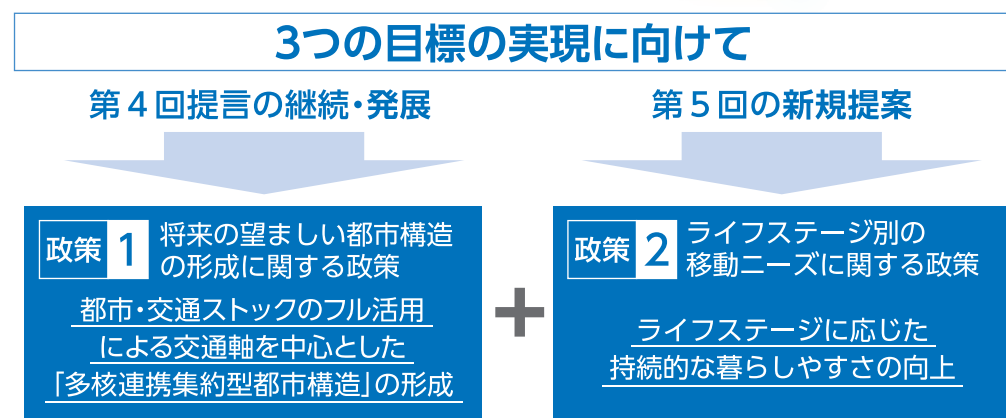 3つの目標の実現に向けて
第4回提言の継続・発展
第5回の新規提案
政策 1
将来の望ましい都市構造
の形成に関する政策
都市・交通ストックのフル活用
による交通軸を中心とした
「多核連携集約型都市構造」の形成
+
政策 2
ライフステージ別の
移動ニーズに関する政策
ライフステージに応じた
持続的な暮らしやすさの向上